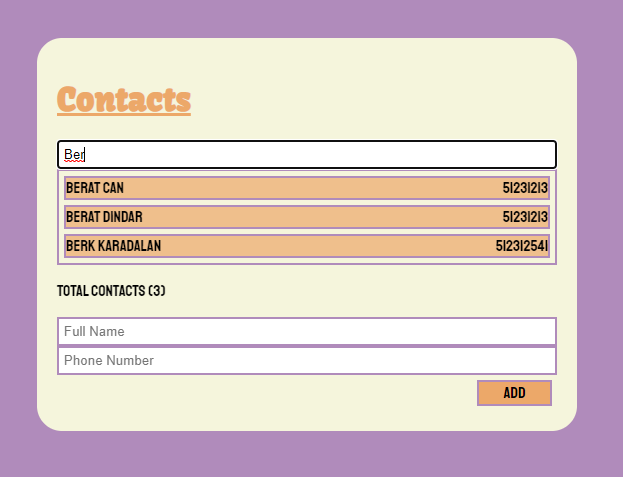 Contacts
Ber
BERAT CAN 5123123
BERAT DINDAR 5123123
BERK KARADALAN 51231254
TOTAL CONTACTS (3)
Full Name
Phone Number
ADD